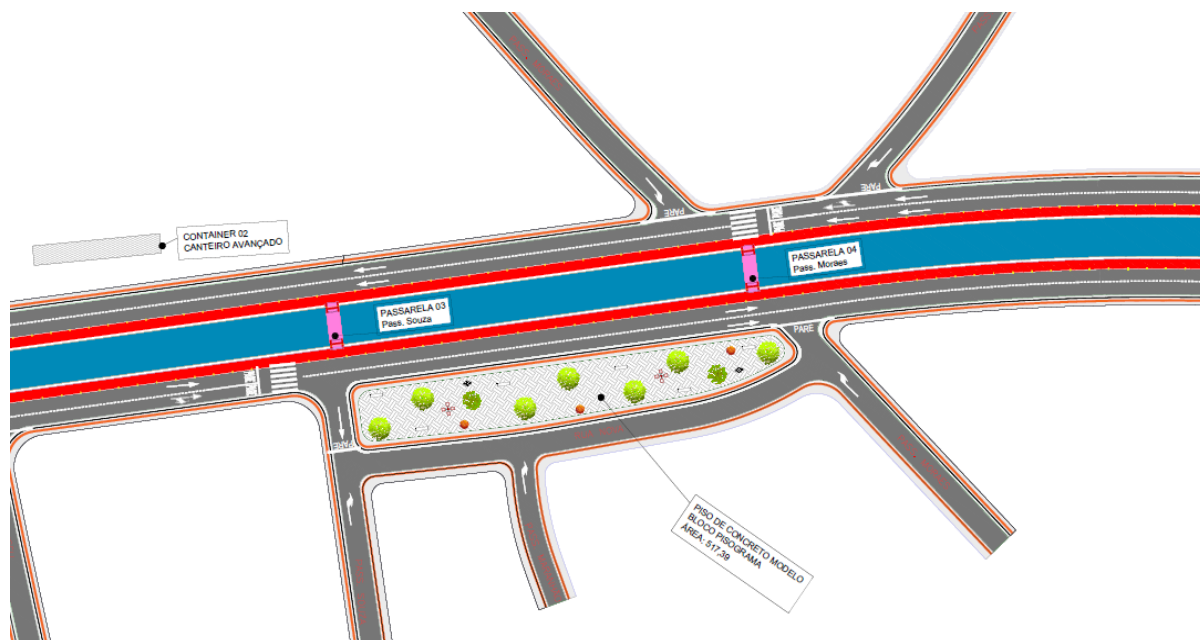 PARE
PARE
CONTAINER 02
CANTEIRO AVANÇADO
PASSARELA 04
Pass. Moraes
PASSARELA 03
Pass. Souza
PARE
PARE
PISO DE CONCRETO MODELO
BLOCO PISOGRAMA
ÁREA: 517,39